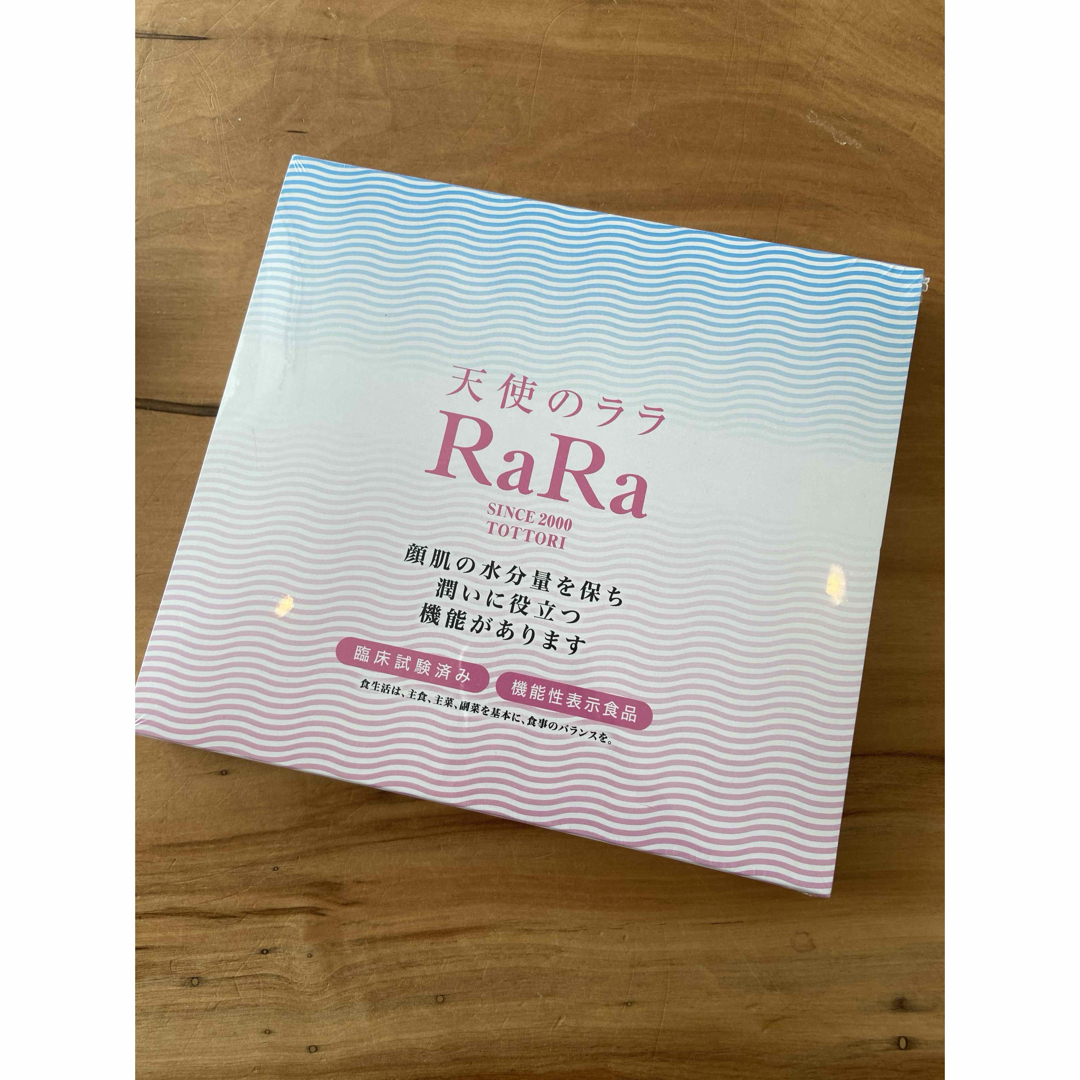 天使のララ
RaRa
SINCE 2000
TOTTORI
顔肌の水分量を保ち
潤いに役立つ
機能があります
臨床試験済み
機能性表示食品
食生活は、主食、主菜、副菜を基本に、食事のバランスを。